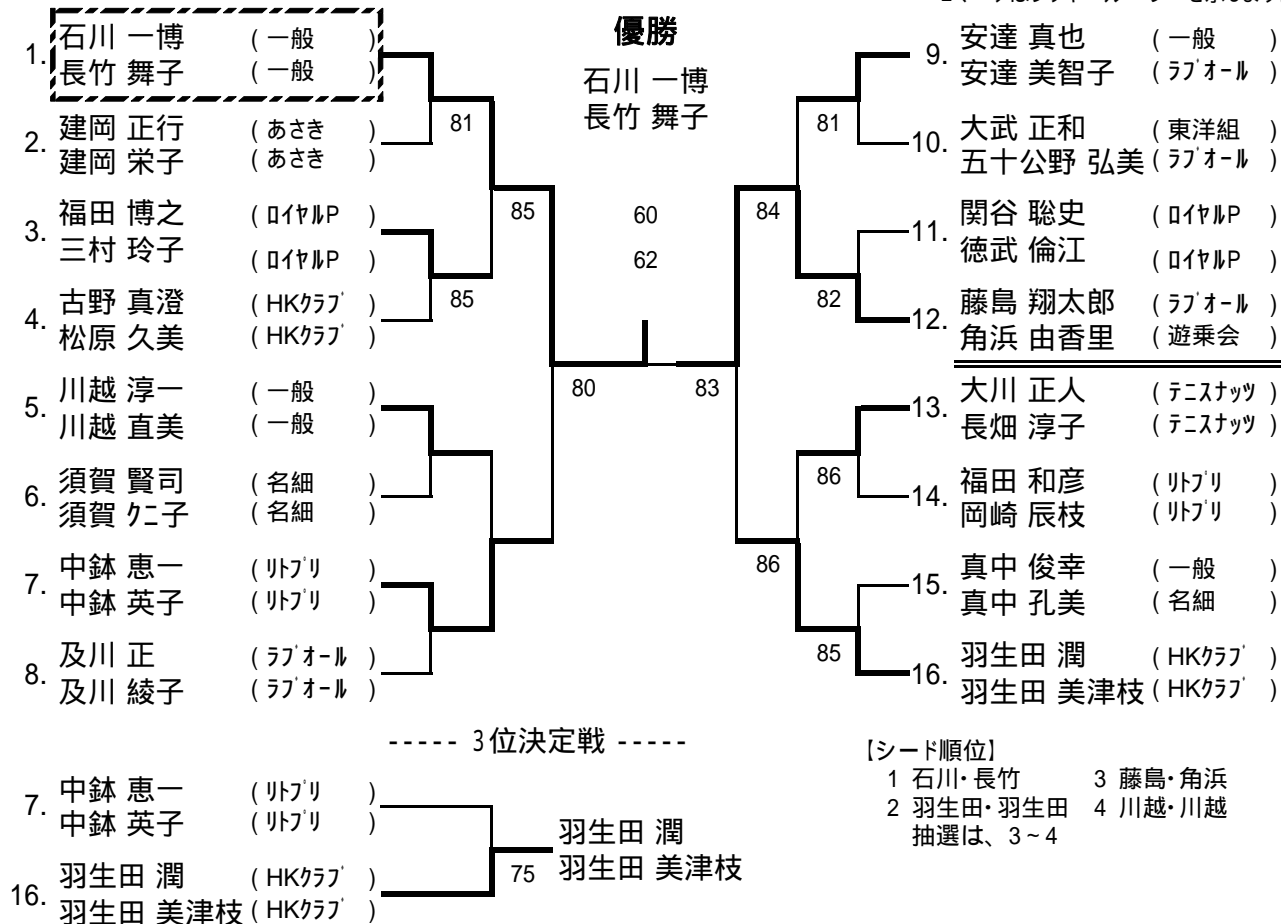 優勝
石川 一博
長竹 舞子
1. 石川 一博 ( 一般 )
長竹 舞子 ( 一般 )
2. 建岡 正行 ( あさき )
建岡 栄子 ( あさき )
3. 福田 博之 ( ロイヤルP )
三村 玲子 ( ロイヤルP )
4. 古野 真澄 ( HKクラブ )
松原 久美 ( HKクラブ )
5. 川越 淳一 ( 一般 )
川越 直美 ( 一般 )
6. 須賀 賢司 ( 名細 )
須賀 クニ子 ( 名細 )
7. 中鉢 恵一 ( リトプリ )
中鉢 英子 ( リトプリ )
8. 及川 正 ( ラブオール )
及川 綾子 ( ラブオール )
81
85
85
80
60
62
9. 安達 真也 ( 一般 )
安達 美智子 ( ラブオール )
10. 大武 正和 ( 東洋組 )
五十公野 弘美 ( ラブオール )
11. 関谷 聡史 ( ロイヤルP )
徳武 倫江 ( ロイヤルP )
12. 藤島 翔太郎 ( ラブオール )
角浜 由香里 ( 遊乗会 )
13. 大川 正人 ( テニスナッツ )
長畑 淳子 ( テニスナッツ )
14. 福田 和彦 ( リトプリ )
岡崎 辰枝 ( リトプリ )
15. 真中 俊幸 ( 一般 )
真中 孔美 ( 名細 )
16. 羽生田 潤 ( HKクラブ )
羽生田 美津枝 ( HKクラブ )
81
84
82
83
86
86
85
----- 3位決定戦 -----
7. 中鉢 恵一 ( リトプリ )
中鉢 英子 ( リトプリ )
16. 羽生田 潤 ( HKクラブ )
羽生田 美津枝 ( HKクラブ )
75
羽生田 潤
羽生田 美津枝
【シード順位】
1 石川・長竹 3 藤島・角浜
2 羽生田・羽生田 4 川越・川越
抽選は、3~4